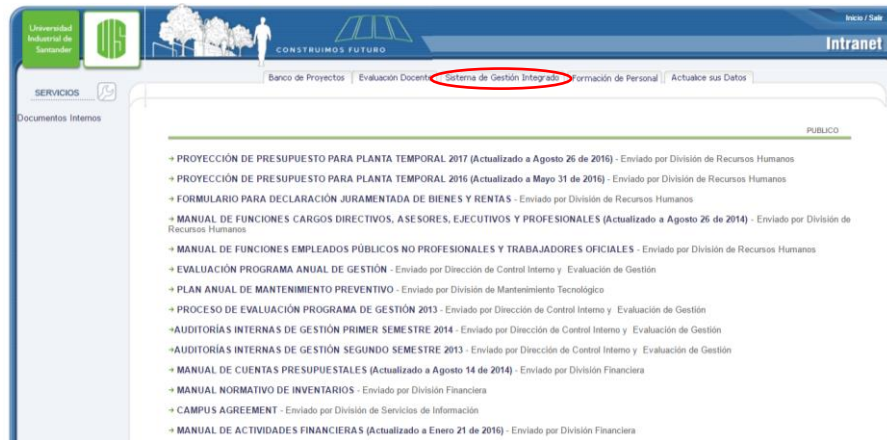 Universidad
Industrial de
Santander
UIS
CONSTRUIMOS FUTURO
Inicio / Salir
Intranet
Banco de Proyectos Evaluación Docente Sistema de Gestión Integrado Formación de Personal Actualice sus Datos
SERVICIOS
Documentos Internos
PUBLICO
PROYECCIÓN DE PRESUPUESTO PARA PLANTA TEMPORAL 2017 (Actualizado a Agosto 26 de 2016) - Enviado por División de Recursos Humanos
PROYECCIÓN DE PRESUPUESTO PARA PLANTA TEMPORAL 2016 (Actualizado a Mayo 31 de 2016) - Enviado por División de Recursos Humanos
FORMULARIO PARA DECLARACIÓN JURAMENTADA DE BIENES Y RENTAS - Enviado por División de Recursos Humanos
MANUAL DE FUNCIONES CARGOS DIRECTIVOS, ASESORES, EJECUTIVOS Y PROFESIONALES (Actualizado a Agosto 26 de 2014) - Enviado por División de
Recursos Humanos
MANUAL DE FUNCIONES EMPLEADOS PÚBLICOS NO PROFESIONALES Y TRABAJADORES OFICIALES - Enviado por División de Recursos Humanos
EVALUACIÓN PROGRAMA ANUAL DE GESTIÓN - Enviado por Dirección de Control Interno y Evaluación de Gestión
PLAN ANUAL DE MANTENIMIENTO PREVENTIVO - Enviado por División de Mantenimiento Tecnológico
PROCESO DE EVALUACIÓN PROGRAMA DE GESTIÓN 2013 - Enviado por Dirección de Control Interno y Evaluación de Gestión
AUDITORÍAS INTERNAS DE GESTIÓN PRIMER SEMESTRE 2014 - Enviado por Dirección de Control Interno y Evaluación de Gestión
AUDITORÍAS INTERNAS DE GESTIÓN SEGUNDO SEMESTRE 2013 - Enviado por Dirección de Control Interno y Evaluación de Gestión
MANUAL DE CUENTAS PRESUPUESTALES (Actualizado a Agosto 14 de 2014) - Enviado por División Financiera
MANUAL NORMATIVO DE INVENTARIOS - Enviado por División Financiera
CAMPUS AGREEMENT - Enviado por División de Servicios de Información
MANUAL DE ACTIVIDADES FINANCIERAS (Actualizado a Enero 21 de 2016) - Enviado por División Financiera